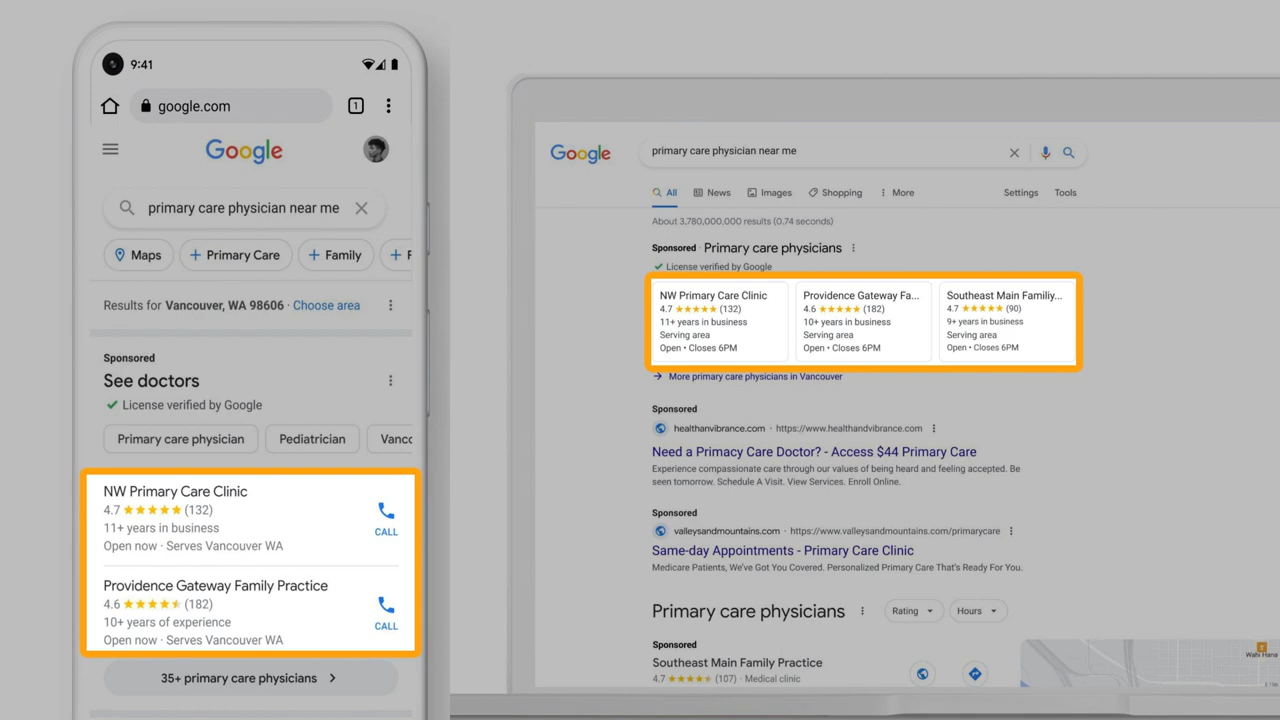 9:41
google.com
1
Google
primary care physician near me
Maps
Primary Care
Family
Results for Vancouver, WA 98606 · Choose area
Sponsored
See doctors
License verified by Google
Primary care physician
Pediatrician
Vanc
NW Primary Care Clinic
4.7 (132)
11+ years in business
Open now · Serves Vancouver WA
CALL
Providence Gateway Family Practice
4.6 (182)
10+ years of experience
Open now · Serves Vancouver WA
CALL
35+ primary care physicians
Google
primary care physician near me
All
News
Images
Shopping
More
Settings
Tools
About 3,780,000,000 results (0.74 seconds)
Sponsored · Primary care physicians
License verified by Google
NW Primary Care Clinic
4.7 (132)
11+ years in business
Serving area
Open • Closes 6PM
Providence Gateway Fa...
4.6 (182)
10+ years in business
Serving area
Open • Closes 6PM
Southeast Main Familiy...
4.7 (90)
9+ years in business
Serving area
Open • Closes 6PM
More primary care physicians in Vancouver
Sponsored
healthanvibrance.com · https://www.healthandvibrance.com
Need a Primacy Care Doctor? - Access $44 Primary Care
Experience compassionate care through our values of being heard and feeling accepted. Be
seen tomorrow. Schedule A Visit. View Services. Enroll Online.
Sponsored
valleysandmountains.com · https://www.valleysandmountains.com/primarycare
Same-day Appointments - Primary Care Clinic
Medicare Patients, We've Got You Covered. Personalized Primary Care That's Ready For You.
Primary care physicians
Rating
Hours
Sponsored
Southeast Main Family Practice
4.7 (107) · Medical clinic
Wahi Hana